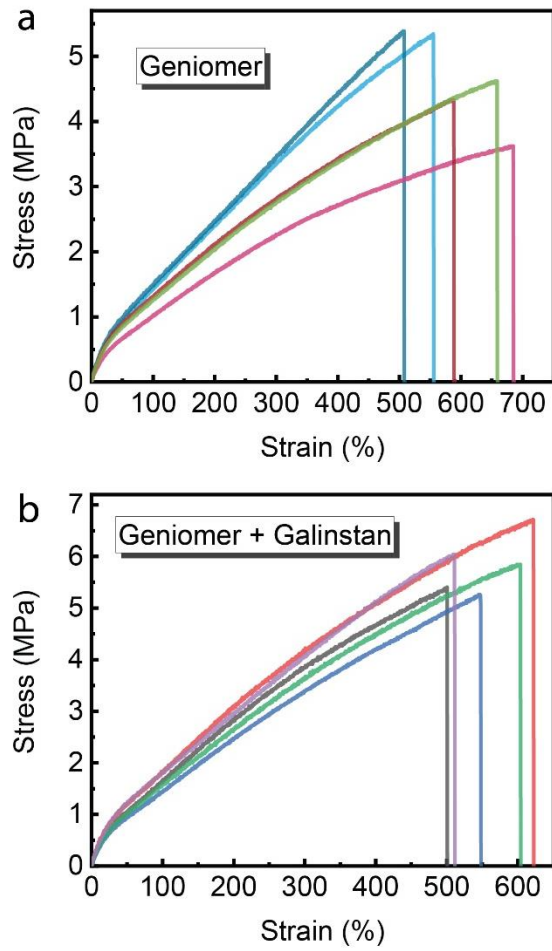 a
Geniomer
5
4
3
2
1
0
Stress (MPa)
0 100 200 300 400 500 600 700
Strain (%)
b
Geniomer + Galinstan
7
6
5
4
3
2
1
0
Stress (MPa)
0 100 200 300 400 500 600
Strain (%)